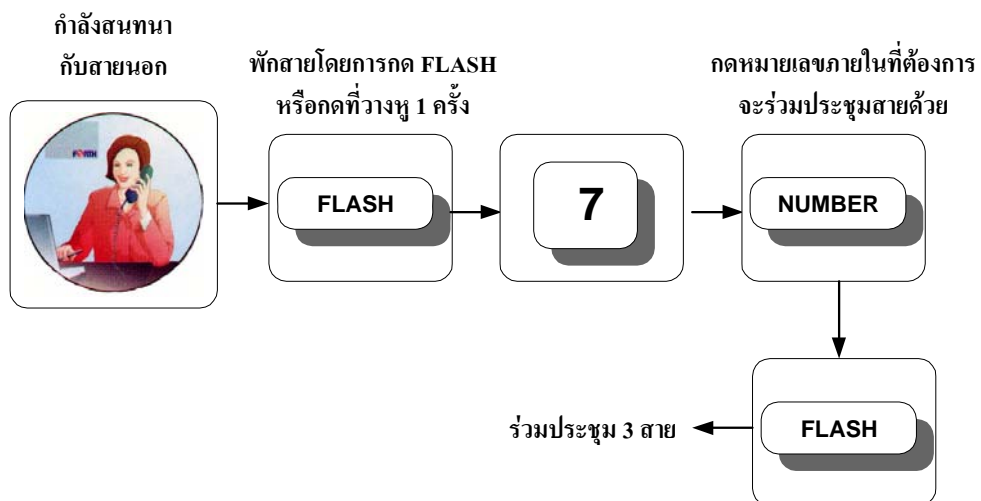 กำลังสนทนา
กับสายนอก
พักสายโดยการกด FLASH
หรือกดที่วางหู 1 ครั้ง
กดหมายเลขภายในที่ต้องการ
จะร่วมประชุมสายด้วย
FORTH
FLASH
7
NUMBER
ร่วมประชุม 3 สาย
FLASH